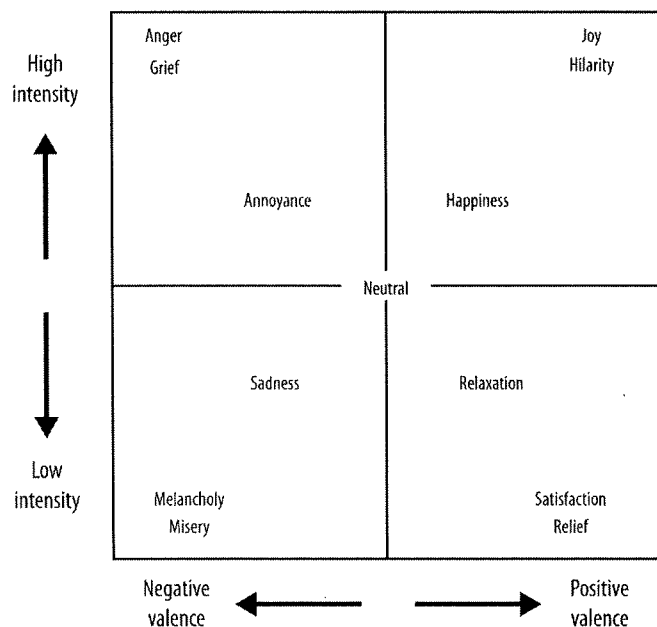 Anger
Grief
Joy
Hilarity
High
intensity
Annoyance
Happiness
Neutral
Sadness
Relaxation
Low
intensity
Melancholy
Misery
Satisfaction
Relief
Negative
valence
Positive
valence